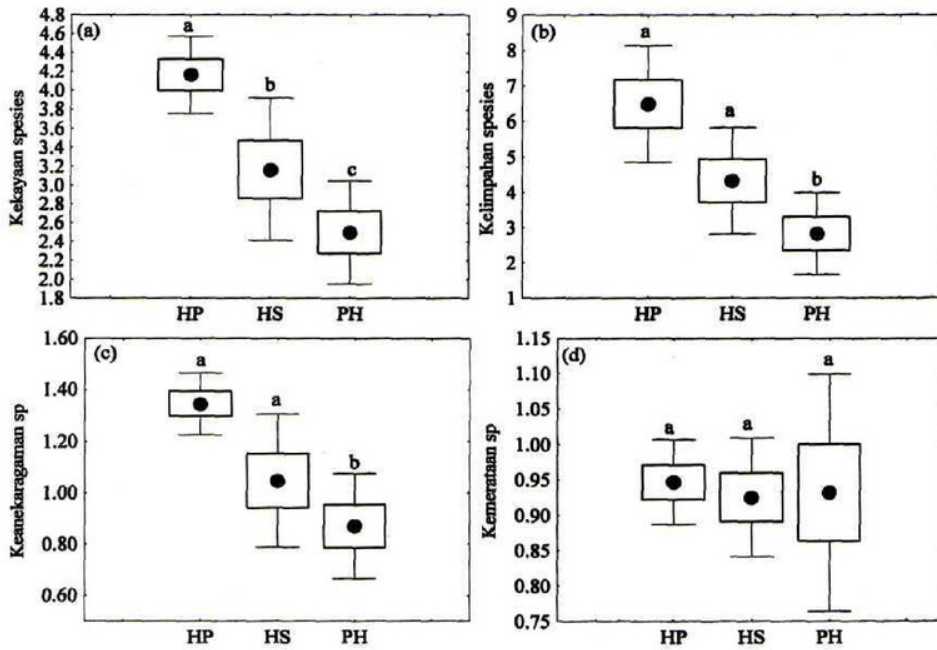 (a)
Kekayaan spesies
4.8
4.6
4.4
4.2
4.0
3.8
3.6
3.4
3.2
3.0
2.8
2.6
2.4
2.2
2.0
1.8
a
b
c
HP HS PH
(b)
Kelimpahan spesies
9
8
7
6
5
4
3
2
1
a
a
b
HP HS PH
(c)
Keanekaragaman sp
1.60
1.40
1.20
1.00
0.80
0.60
a
a
b
HP HS PH
(d)
Kemerataan sp
1.15
1.10
1.05
1.00
0.95
0.90
0.85
0.80
0.75
a
a
a
HP HS PH